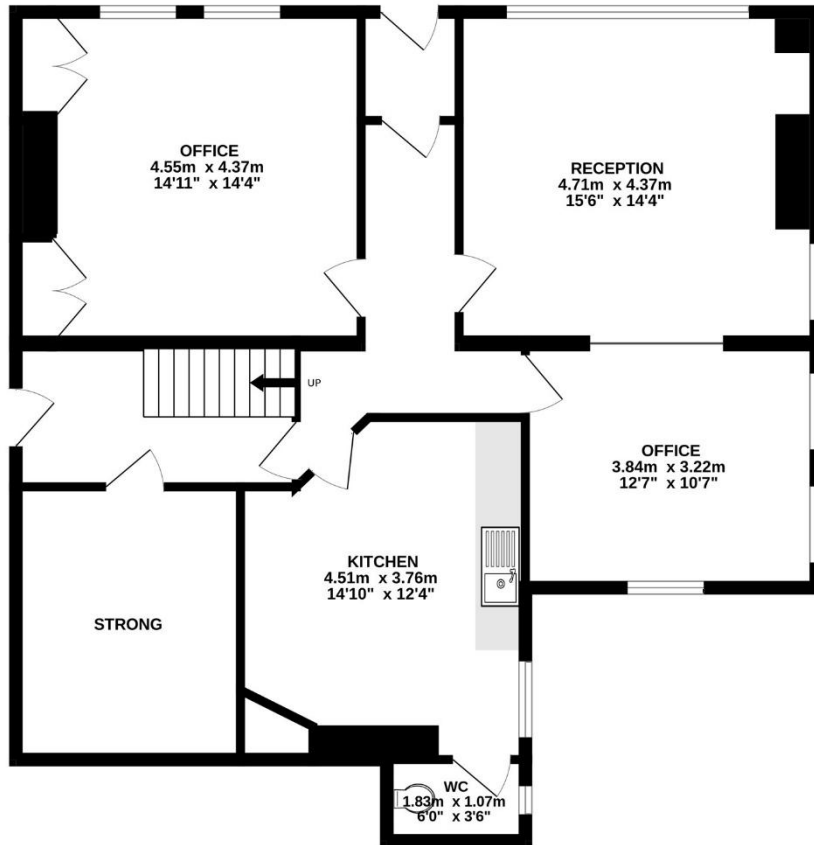 OFFICE
4.55m x 4.37m
14'11" x 14'4"
RECEPTION
4.71m x 4.37m
15'6" x 14'4"
UP
OFFICE
3.84m x 3.22m
12'7" x 10'7"
KITCHEN
4.51m x 3.76m
14'10" x 12'4"
STRONG
WC
1.83m x 1.07m
6'0" x 3'6"